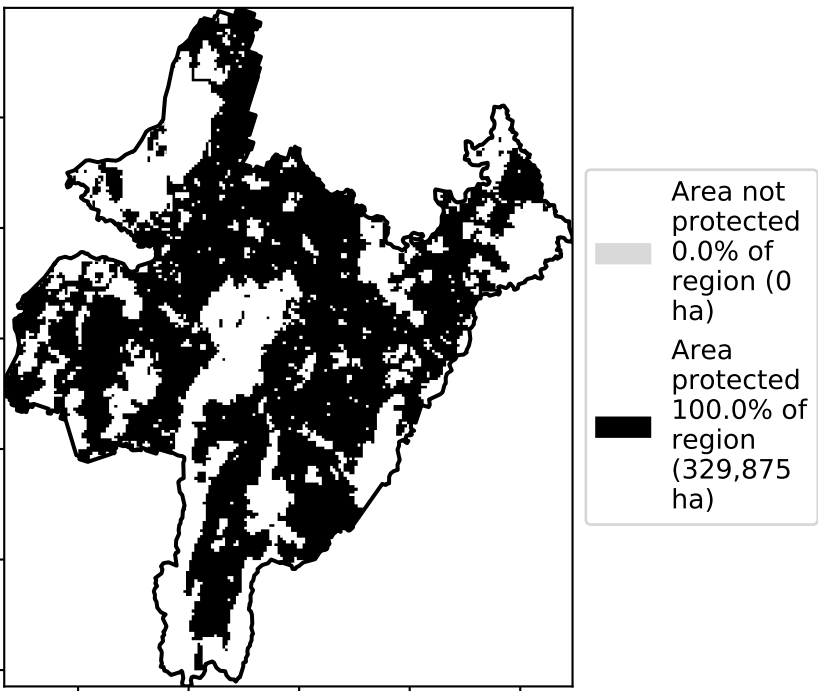 Area not
protected
0.0% of
region (0
ha)
Area
protected
100.0% of
region
(329,875
ha)